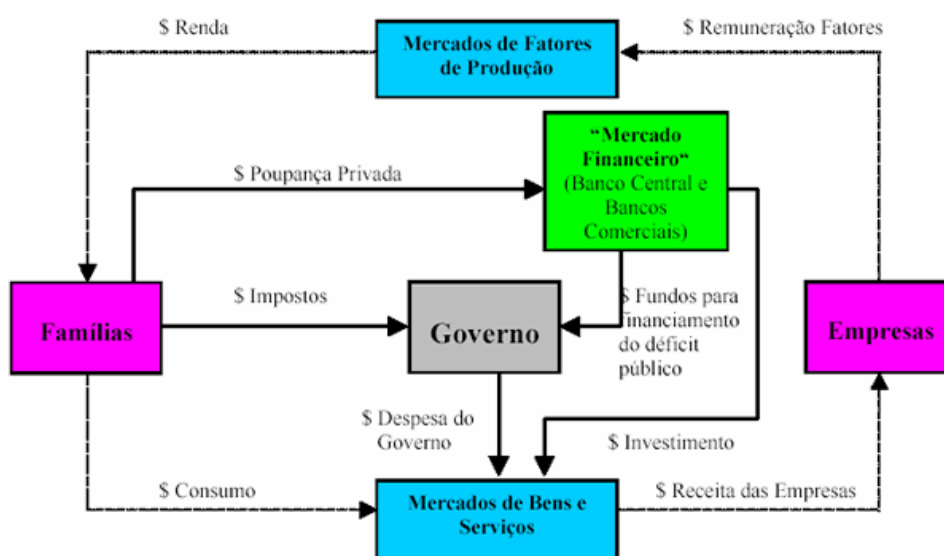 $ Renda
Mercados de Fatores
de Produção
$ Remuneração Fatores
“Mercado
Financeiro“
(Banco Central e
Bancos
Comerciais)
$ Poupança Privada
Famílias
$ Impostos
Governo
$ Fundos para
financiamento
do déficit
público
Empresas
$ Despesa do
Governo
$ Investimento
$ Consumo
Mercados de Bens e
Serviços
$ Receita das Empresas